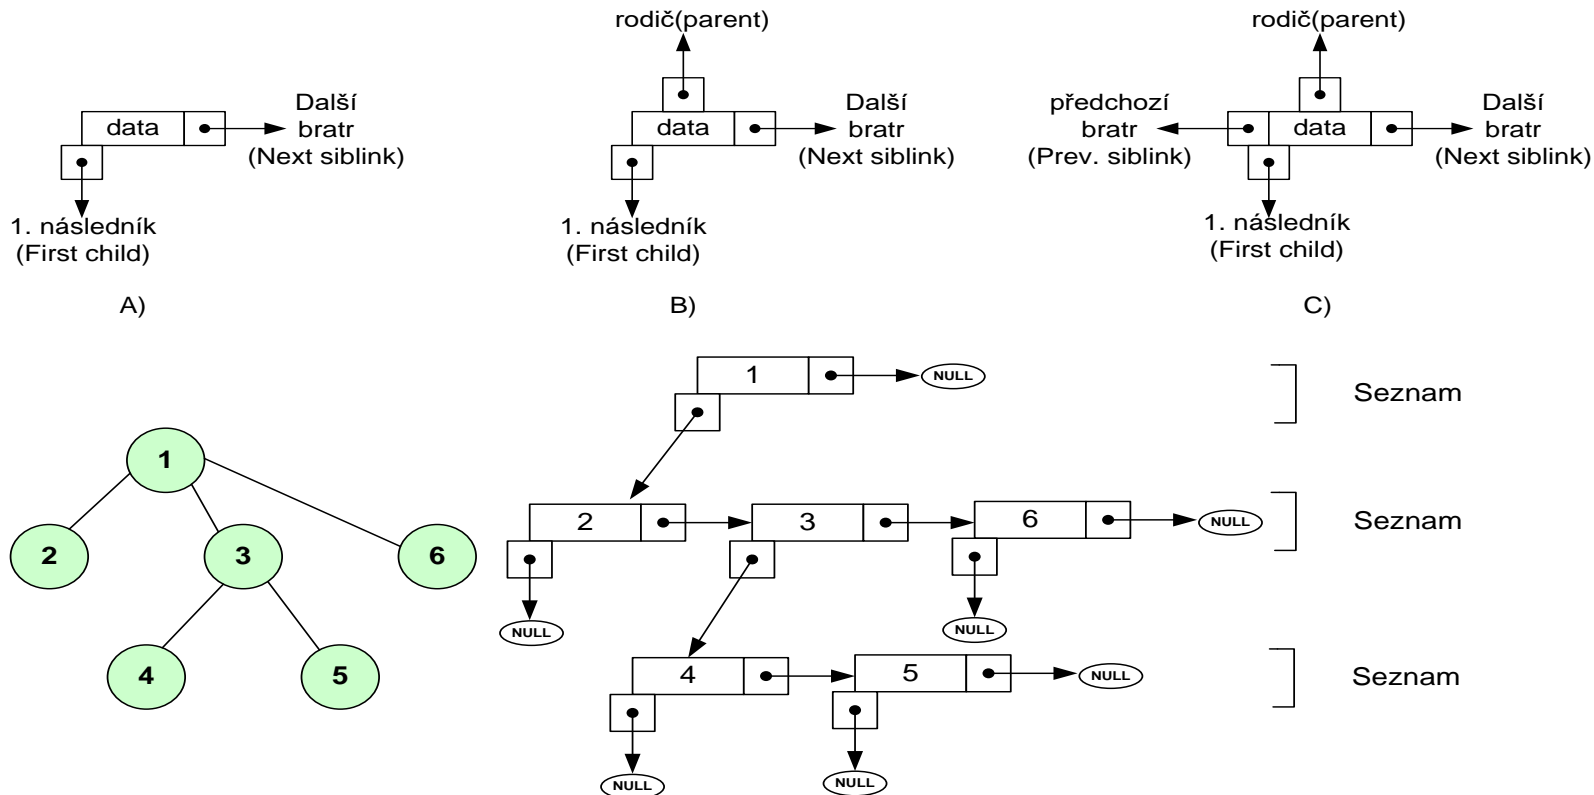 rodič(parent)
rodič(parent)
data
Další
bratr
(Next siblink)
1. následník
(First child)
A)
data
Další
bratr
(Next siblink)
1. následník
(First child)
B)
předchozí
bratr
(Prev. siblink)
data
Další
bratr
(Next siblink)
1. následník
(First child)
C)
1
2
3
6
4
5
1
NULL
Seznam
2
3
6
NULL
Seznam
NULL
NULL
4
5
NULL
Seznam
NULL
NULL